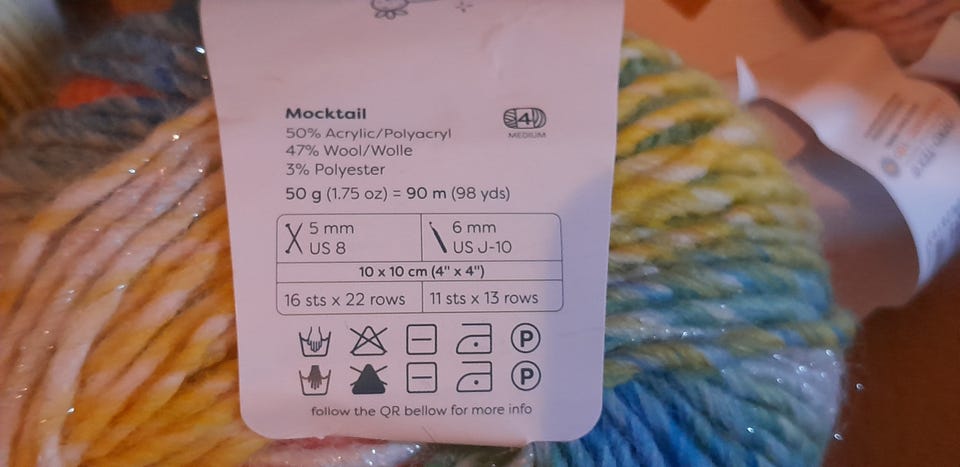 Mocktail
50% Acrylic/Polyacryl
47% Wool/Wolle
3% Polyester
4
MEDIUM
50 g (1.75 oz) = 90 m (98 yds)
5 mm
US 8
6 mm
US J-10
10 x 10 cm (4" x 4")
16 sts x 22 rows
11 sts x 13 rows
P
P
follow the QR bellow for more info